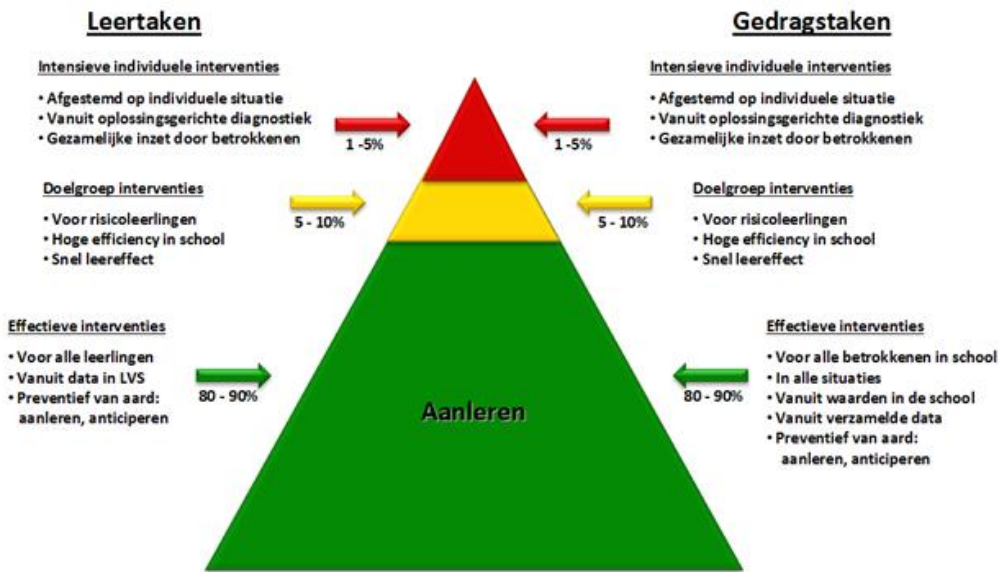 Leertaken
Intensieve individuele interventies
• Afgestemd op individuele situatie
• Vanuit oplossingsgerichte diagnostiek
• Gezamelijke inzet door betrokkenen
1 -5%
Doelgroep interventies
• Voor risicoleerlingen
• Hoge efficiency in school
• Snel leereffect
5 - 10%
Effectieve interventies
• Voor alle leerlingen
• Vanuit data in LVS
• Preventief van aard:
aanleren, anticiperen
80 - 90%
Aanleren
Gedragstaken
Intensieve individuele interventies
• Afgestemd op individuele situatie
• Vanuit oplossingsgerichte diagnostiek
• Gezamelijke inzet door betrokkenen
1 -5%
Doelgroep interventies
• Voor risicoleerlingen
• Hoge efficiency in school
• Snel leereffect
5 - 10%
Effectieve interventies
• Voor alle betrokkenen in school
• In alle situaties
• Vanuit waarden in de school
• Vanuit verzamelde data
• Preventief van aard:
aanleren, anticiperen
80 - 90%